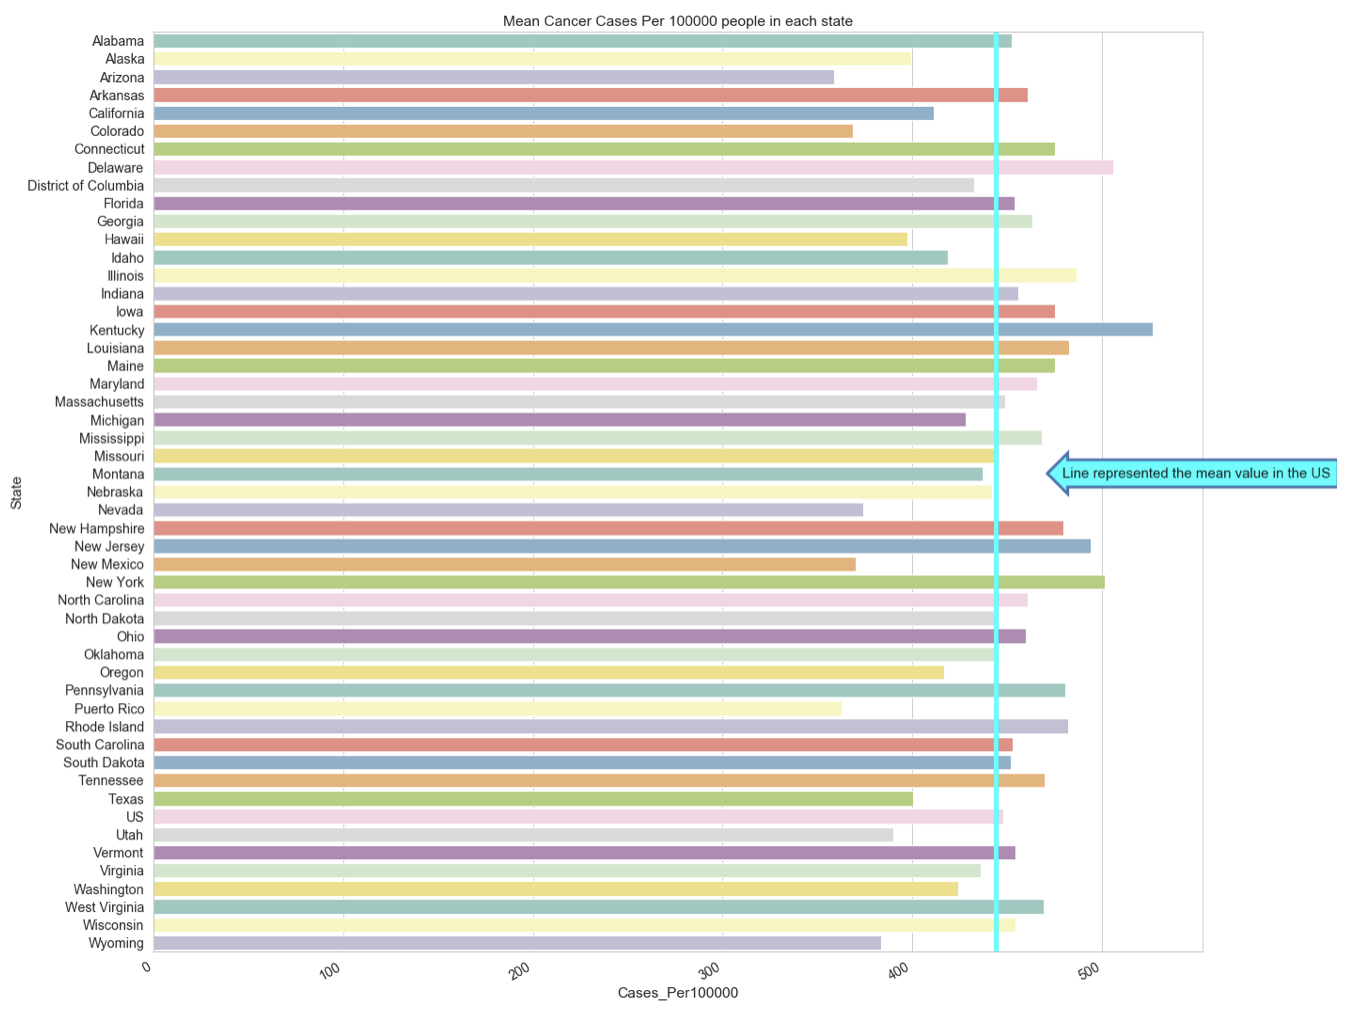 Mean Cancer Cases Per 100000 people in each state
Alabama
Alaska
Arizona
Arkansas
California
Colorado
Connecticut
Delaware
District of Columbia
Florida
Georgia
Hawaii
Idaho
Illinois
Indiana
Iowa
Kentucky
Louisiana
Maine
Maryland
Massachusetts
Michigan
Mississippi
Missouri
Montana
Line represented the mean value in the US
Nebraska
State
Nevada
New Hampshire
New Jersey
New Mexico
New York
North Carolina
North Dakota
Ohio
Oklahoma
Oregon
Pennsylvania
Puerto Rico
Rhode Island
South Carolina
South Dakota
Tennessee
Texas
US
Utah
Vermont
Virginia
Washington
West Virginia
Wisconsin
Wyoming
0 100 200 300 400 500
Cases_Per100000